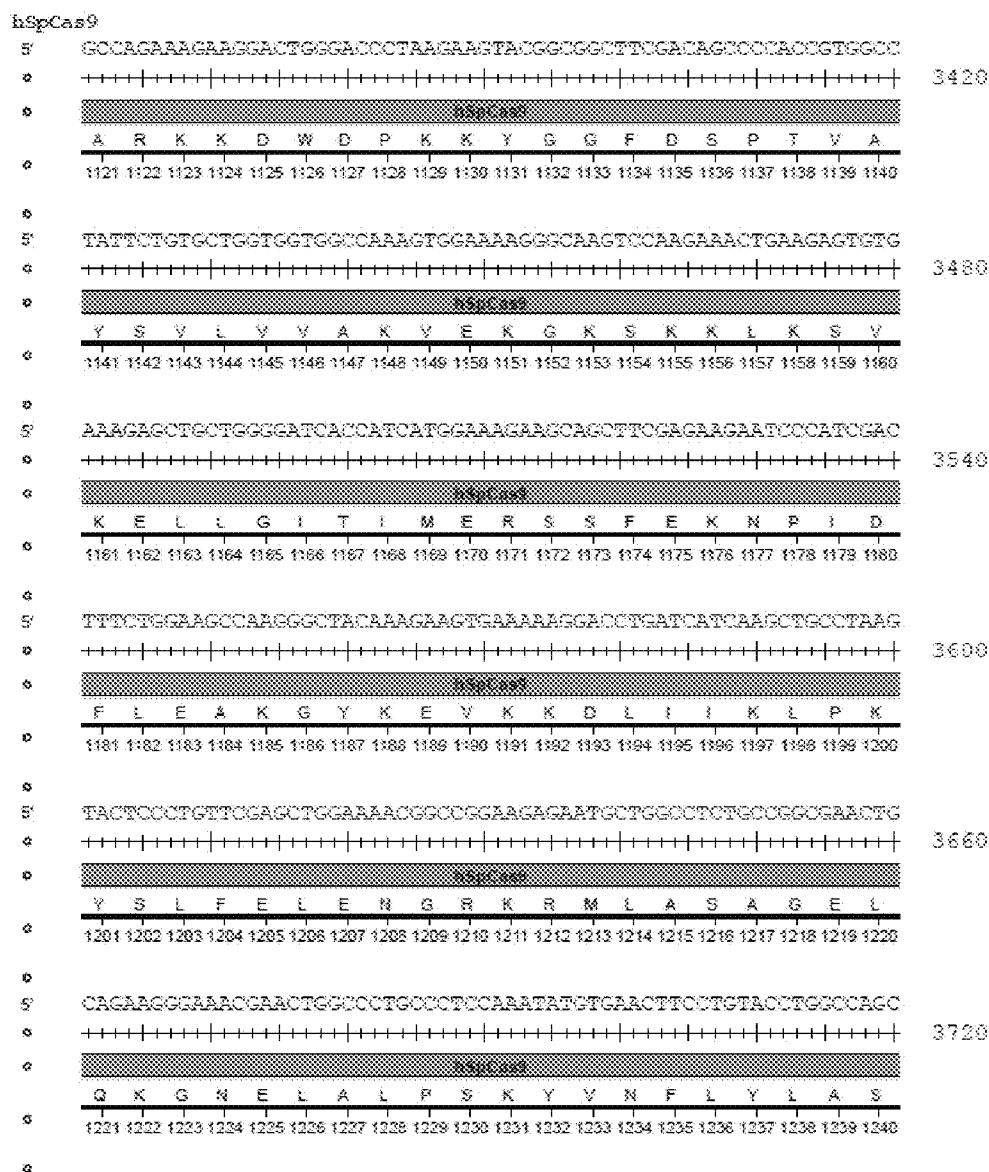 hSpCas9
5' GCCAGAAAGAAGGACTGGGACCCTAAGAAGTACGGCGGCTTCGACAGCCCCACCGTGGCC
3420
hSpCas9
A R K K D W D P K K Y G G F D S P T V A
1121 1122 1123 1124 1125 1126 1127 1128 1129 1130 1131 1132 1133 1134 1135 1136 1137 1138 1139 1140
5' TATTCTGTGCTGGTGGTGGCCAAAGTGGAAAAGGGCAAGTCCAAGAAACTGAAGAGTGTG
3480
hSpCas9
Y S V L V V A K V E K G K S K K L K S V
1141 1142 1143 1144 1145 1146 1147 1148 1149 1150 1151 1152 1153 1154 1155 1156 1157 1158 1159 1160
5' AAAGAGCTGCTGGGGATCACCATCATGGAAAGAAGCAGCTTCGAGAAGAATCCCATCGAC
3540
hSpCas9
K E L L G I T I M E R S S F E K N P I D
1161 1162 1163 1164 1165 1166 1167 1168 1169 1170 1171 1172 1173 1174 1175 1176 1177 1178 1179 1180
5' TTTCTGGAAGCCAAGGGCTACAAAGAAGTGAAAAAGGACCTGATCATCAAGCTGCCTAAG
3600
hSpCas9
F L E A K G Y K E V K K D L I I K L P K
1181 1182 1183 1184 1185 1186 1187 1188 1189 1190 1191 1192 1193 1194 1195 1196 1197 1198 1199 1200
5' TACTCCCTGTTCGAGCTGGAAAACGGCCGGAAGAGAATGCTGGCCTCTGCCGGCGAACTG
3660
hSpCas9
Y S L F E L E N G R K R M L A S A G E L
1201 1202 1203 1204 1205 1206 1207 1208 1209 1210 1211 1212 1213 1214 1215 1216 1217 1218 1219 1220
5' CAGAAGGGAAACGAACTGGCCCTGCCCTCCAAATATGTGAACTTCCTGTACCTGGCCAGC
3720
hSpCas9
Q K G N E L A L P S K Y V N F L Y L A S
1221 1222 1223 1224 1225 1226 1227 1228 1229 1230 1231 1232 1233 1234 1235 1236 1237 1238 1239 1240